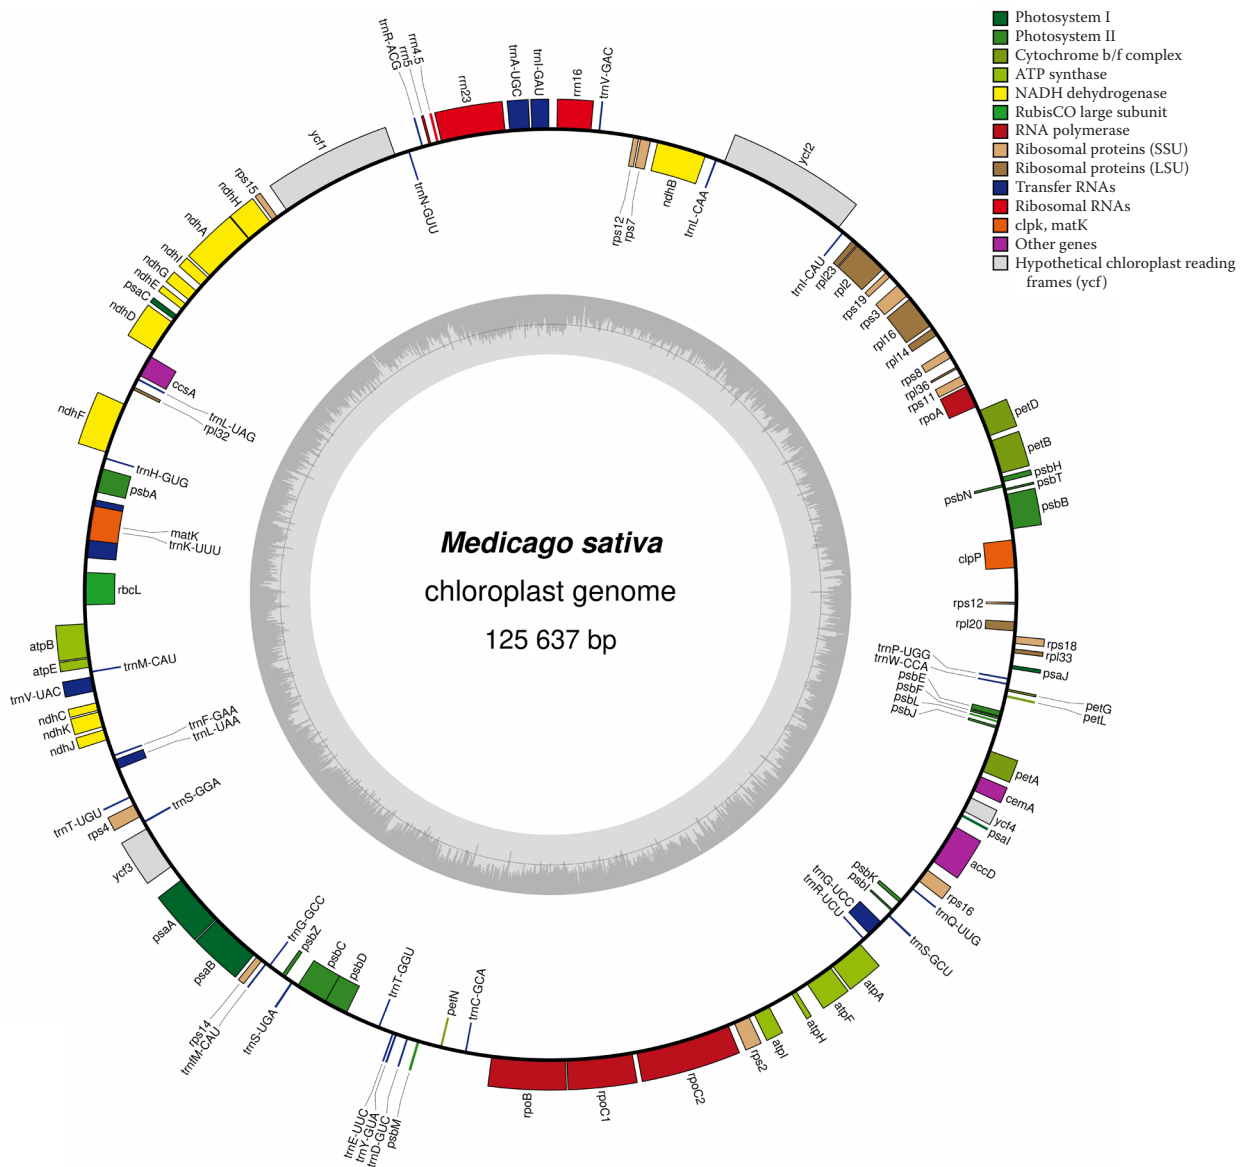 Photosystem I
Photosystem II
Cytochrome b/f complex
ATP synthase
NADH dehydrogenase
RubisCO large subunit
RNA polymerase
Ribosomal proteins (SSU)
Ribosomal proteins (LSU)
Transfer RNAs
Ribosomal RNAs
clpk, matK
Other genes
Hypothetical chloroplast reading
frames (ycf)
Medicago sativa
chloroplast genome
125 637 bp
trnR-ACG
rrn5
rrn4.5
rrn23
trnA-UGC
trnI-GAU
rrn16
trnV-GAC
rps12
rps7
ndhB
trnL-CAA
ycf2
trnI-CAU
rpl23
rpl2
rps19
rps3
rpl16
rpl14
rps8
rpl36
rps11
rpoA
petD
petB
psbH
psbT
psbN
psbB
clpP
rps12
rpl20
rps18
rpl33
psaJ
trnP-UGG
trnW-CCA
psbE
psbF
psbL
psbJ
petG
petL
petA
cemA
ycf4
psaI
accD
rps16
trnQ-UUG
psbK
psbI
trnS-GCU
trnG-UCC
trnR-UCU
atpA
atpF
atpH
atpI
rps2
rpoC2
rpoC1
rpoB
trnC-GCA
petN
psbM
trnD-GUC
trnY-GUA
trnE-UUC
trnT-GGU
psbD
psbC
psbZ
trnS-UGA
trnG-GCC
trnfM-CAU
rps14
psaB
psaA
ycf3
trnS-GGA
rps4
trnT-UGU
trnL-UAA
trnF-GAA
ndhJ
ndhK
ndhC
trnV-UAC
trnM-CAU
atpE
atpB
rbcL
trnK-UUU
matK
psbA
trnH-GUG
ndhF
rpl32
trnL-UAG
ccsA
ndhD
psaC
ndhE
ndhG
ndhI
ndhA
ndhH
rps15
ycf1
trnN-GUU